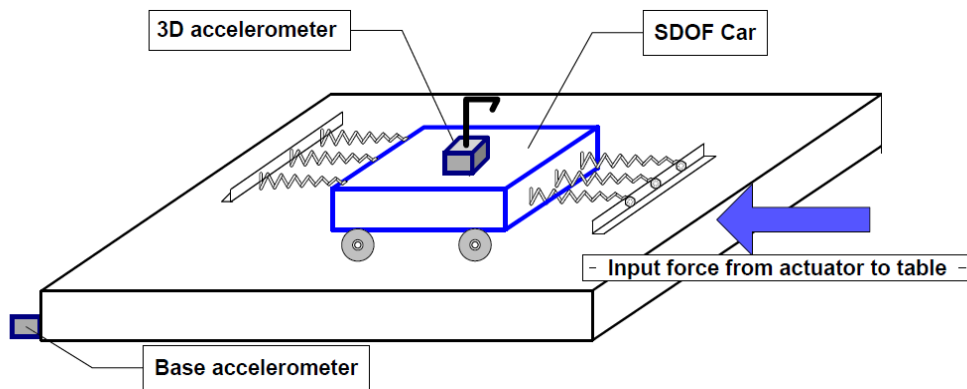 3D accelerometer
SDOF Car
Input force from actuator to table
Base accelerometer